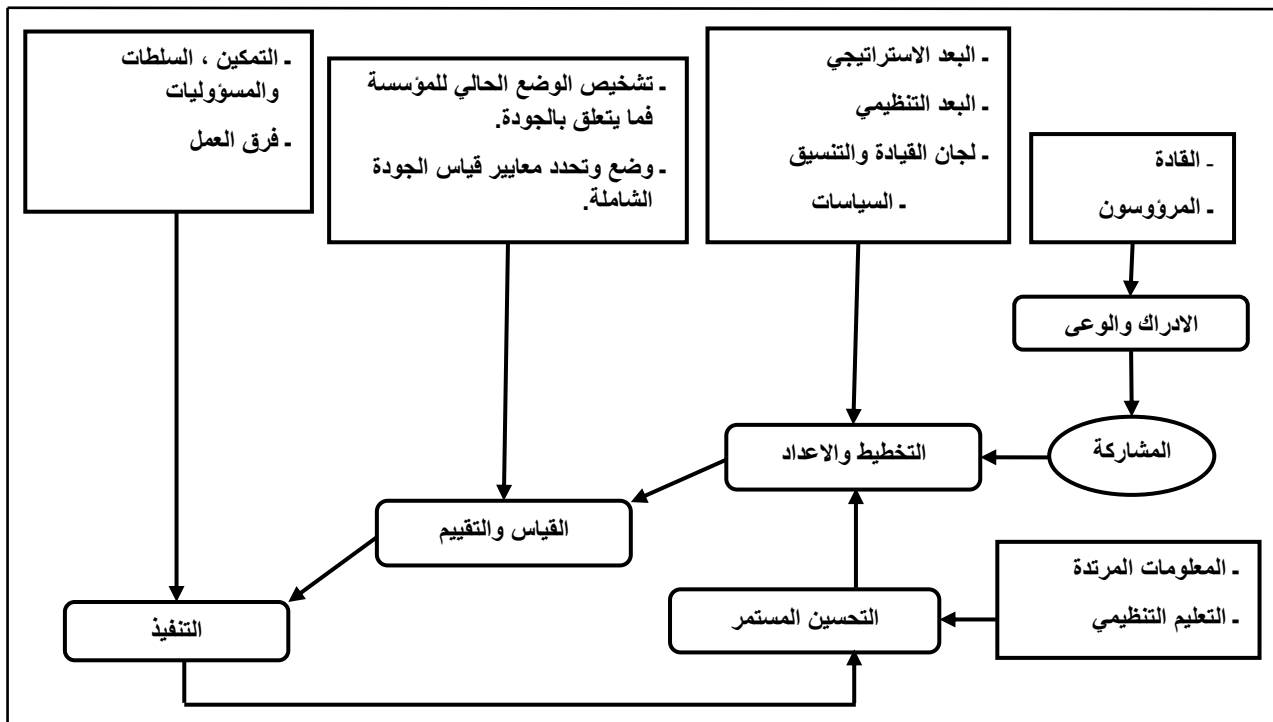 - القادة
ـ المرؤوسون
ـ البعد الاستراتيجي
ـ البعد التنظيمي
ـ لجان القيادة والتنسيق
ـ السياسات
ـ تشخيص الوضع الحالي للمؤسسة
فما يتعلق بالجودة.
ـ وضع وتحدد معايير قياس الجودة
الشاملة.
ـ التمكين ، السلطات
والمسؤوليات
ـ فرق العمل
الادراك والوعى
المشاركة
التخطيط والاعداد
القياس والتقييم
التنفيذ
التحسين المستمر
ـ المعلومات المرتدة
ـ التعليم التنظيمي